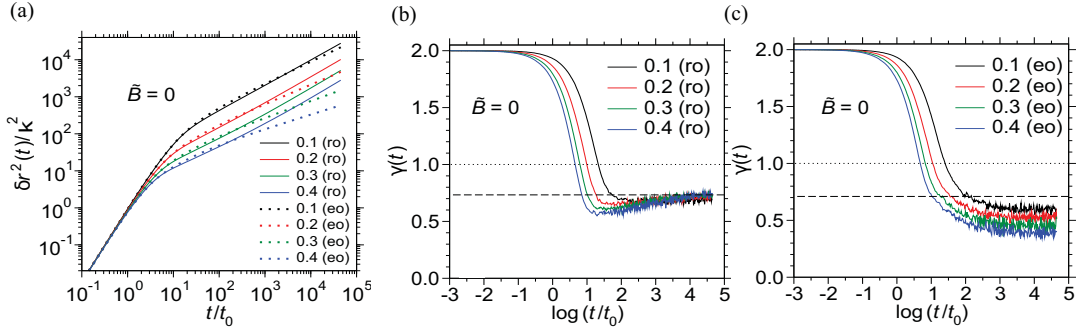 (a)
δr²(t)/k²
10⁴
10³
10²
10¹
10⁰
10⁻¹
B̃ = 0
0.1 (ro)
0.2 (ro)
0.3 (ro)
0.4 (ro)
0.1 (eo)
0.2 (eo)
0.3 (eo)
0.4 (eo)
10⁻¹ 10⁰ 10¹ 10² 10³ 10⁴ 10⁵
t/t₀
(b)
γ(t)
2.0
1.5
1.0
0.5
0.0
B̃ = 0
0.1 (ro)
0.2 (ro)
0.3 (ro)
0.4 (ro)
-3 -2 -1 0 1 2 3 4 5
log (t/t₀)
(c)
γ(t)
2.0
1.5
1.0
0.5
0.0
B̃ = 0
0.1 (eo)
0.2 (eo)
0.3 (eo)
0.4 (eo)
-3 -2 -1 0 1 2 3 4 5
log (t/t₀)